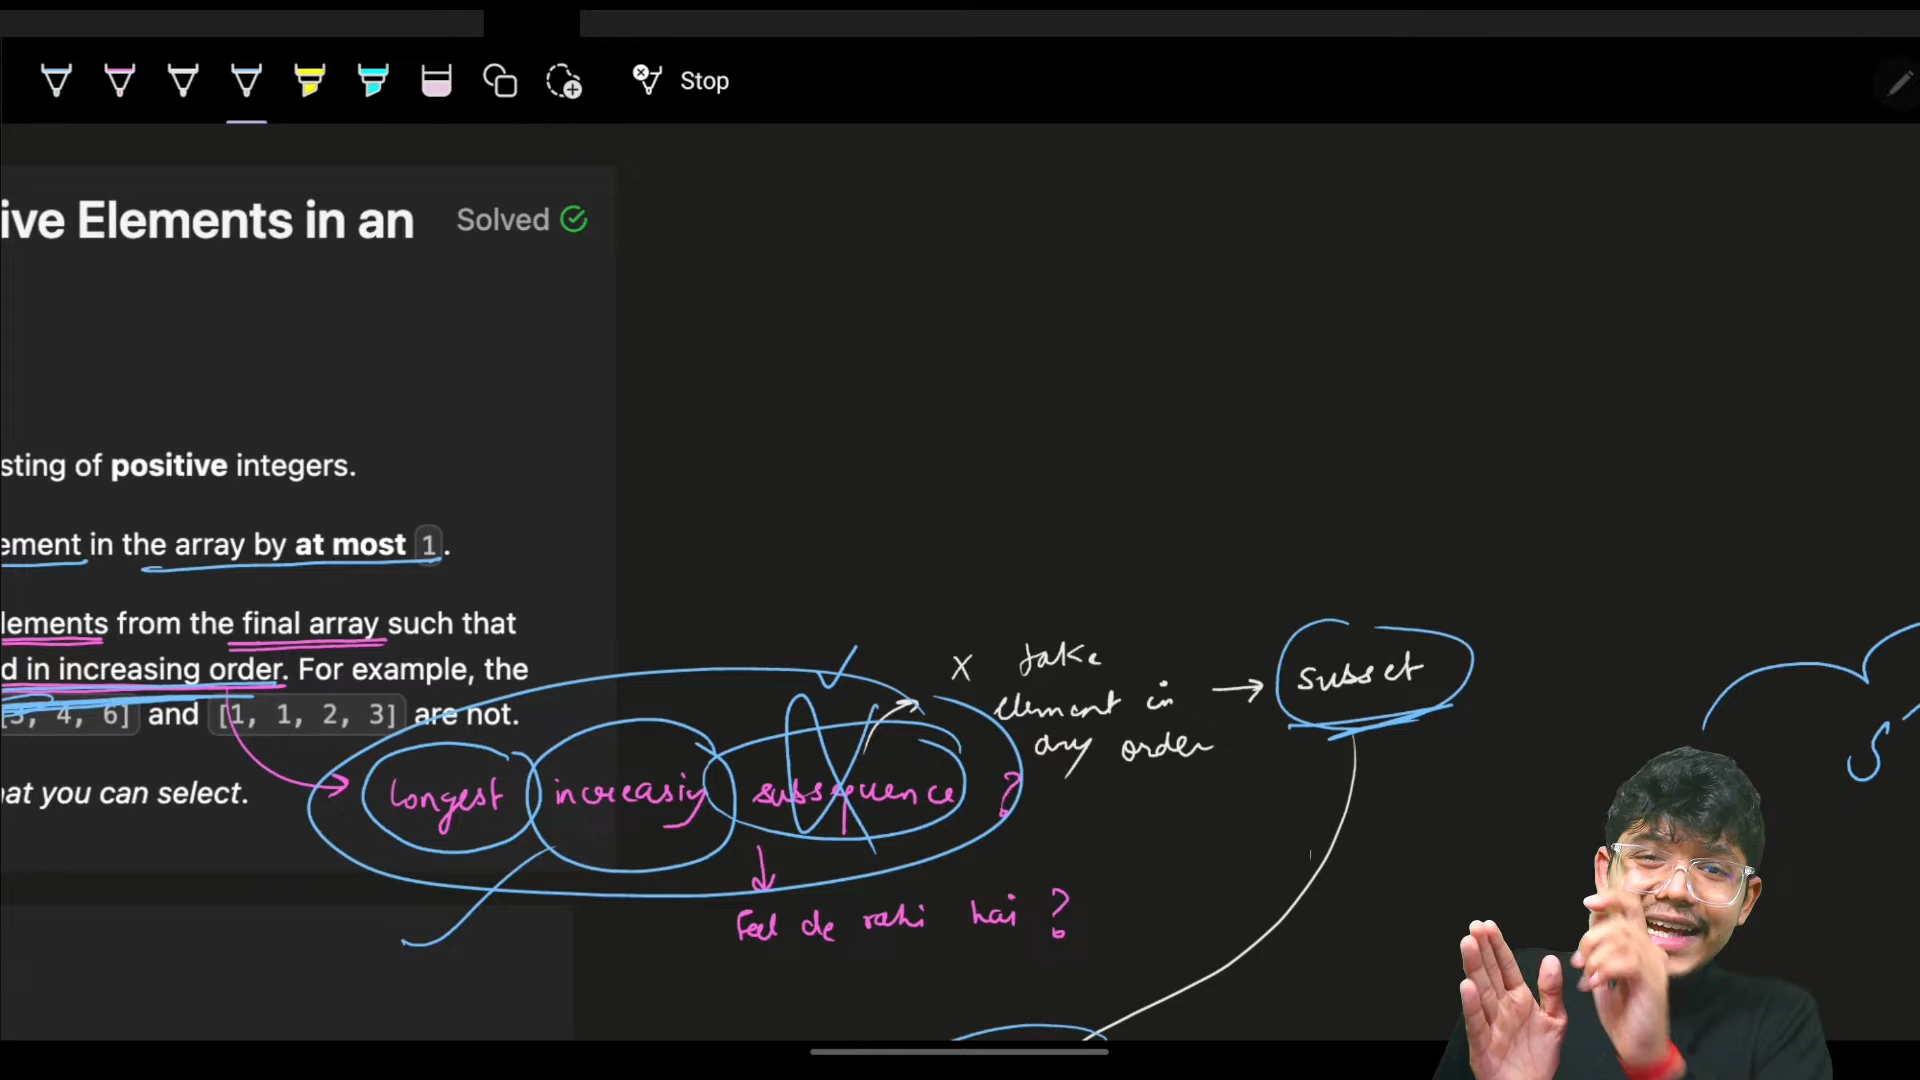 Stop
ive Elements in an
Solved
sting of positive integers.
ement in the array by at most 1.
lements from the final array such that
d in increasing order. For example, the
[3, 4, 6] and [1, 1, 2, 3] are not.
at you can select.
X take
element in
any order
→ subset
longest increasing subsequence ?
Feel de rahi hai ?
S